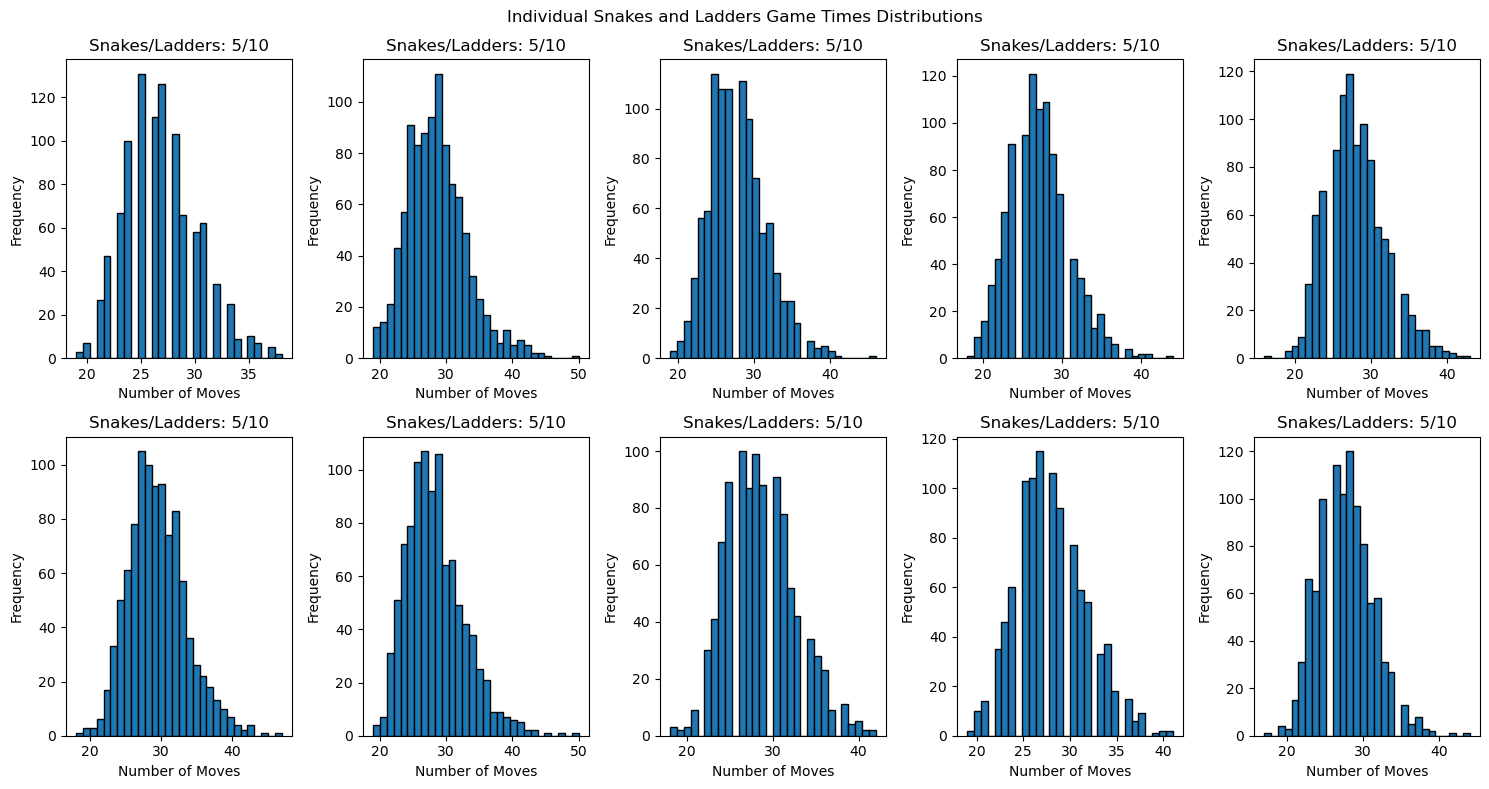 Individual Snakes and Ladders Game Times Distributions
Snakes/Ladders: 5/10 Snakes/Ladders: 5/10 Snakes/Ladders: 5/10 Snakes/Ladders: 5/10 Snakes/Ladders: 5/10
Frequency
0 20 40 60 80 100 120
20 25 30 35
Number of Moves
Frequency
0 20 40 60 80 100
20 30 40 50
Number of Moves
Frequency
0 20 40 60 80 100
20 30 40
Number of Moves
Frequency
0 20 40 60 80 100 120
20 30 40
Number of Moves
Frequency
0 20 40 60 80 100 120
20 30 40
Number of Moves
Snakes/Ladders: 5/10 Snakes/Ladders: 5/10 Snakes/Ladders: 5/10 Snakes/Ladders: 5/10 Snakes/Ladders: 5/10
Frequency
0 20 40 60 80 100
20 30 40
Number of Moves
Frequency
0 20 40 60 80 100
20 30 40 50
Number of Moves
Frequency
0 20 40 60 80 100
20 30 40
Number of Moves
Frequency
0 20 40 60 80 100 120
20 25 30 35 40
Number of Moves
Frequency
0 20 40 60 80 100 120
20 30 40
Number of Moves